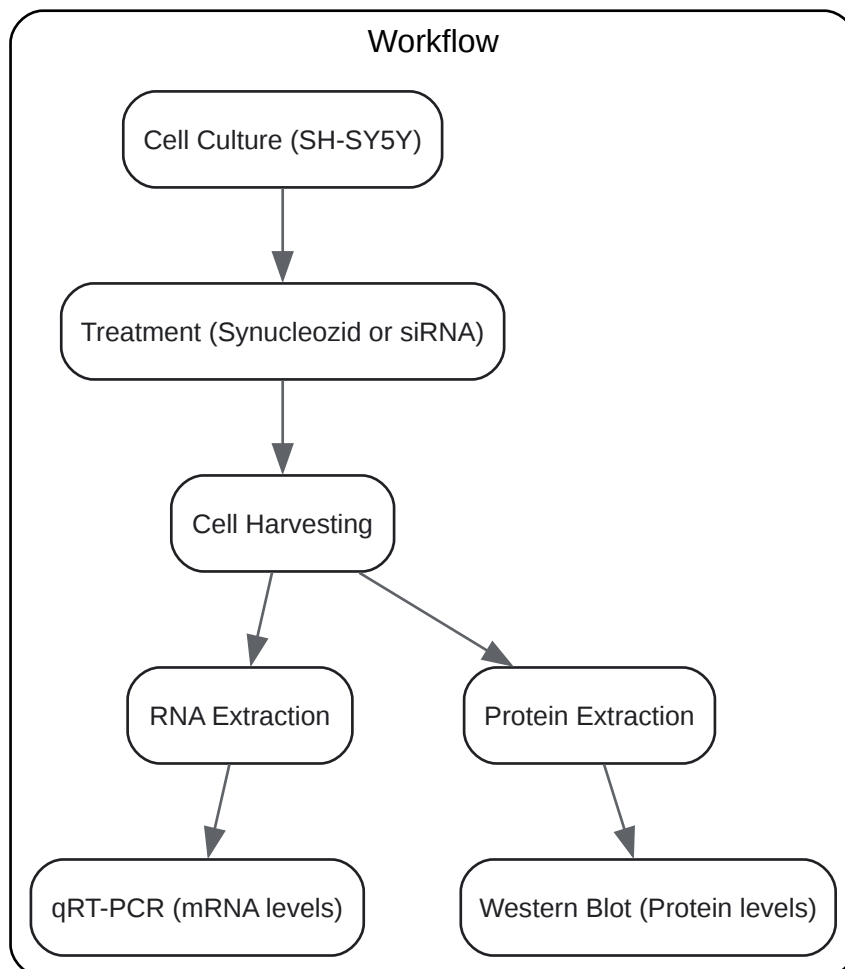 Workflow
Cell Culture (SH-SY5Y)
Treatment (Synucleozid or siRNA)
Cell Harvesting
RNA Extraction
Protein Extraction
qRT-PCR (mRNA levels)
Western Blot (Protein levels)